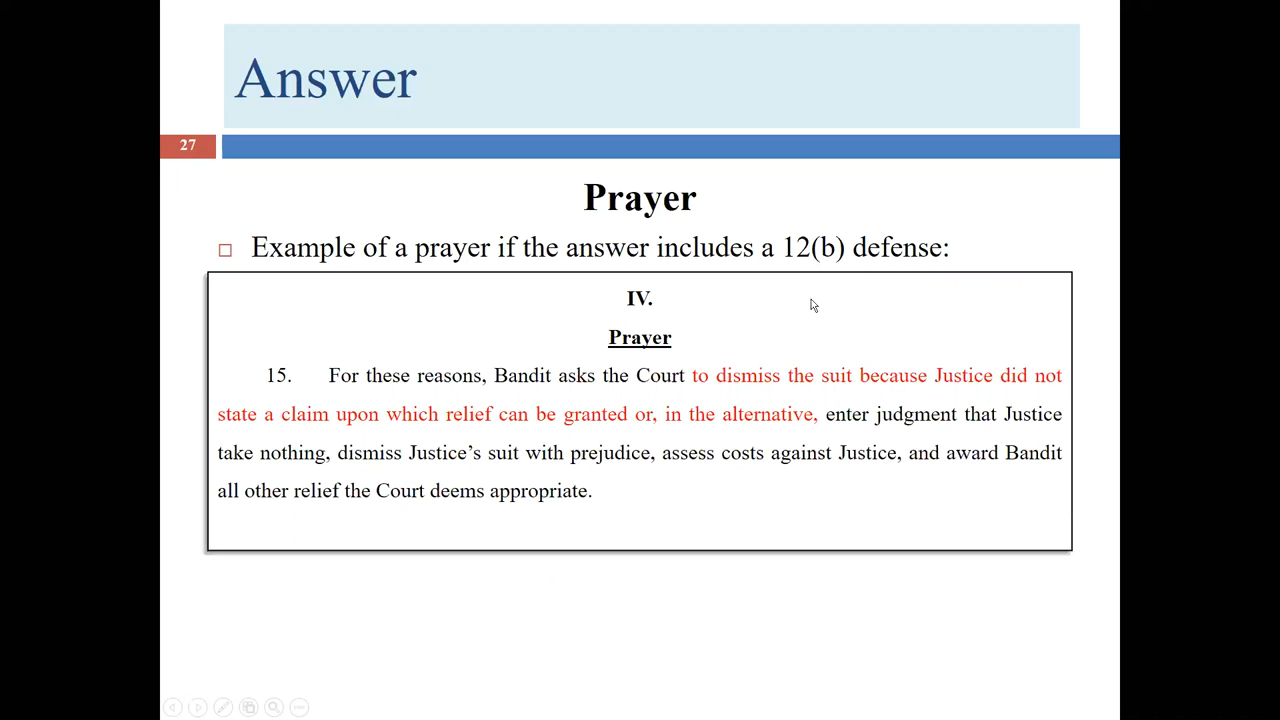 Answer
27
Prayer
Example of a prayer if the answer includes a 12(b) defense:
IV.
Prayer
15. For these reasons, Bandit asks the Court to dismiss the suit because Justice did not
state a claim upon which relief can be granted or, in the alternative, enter judgment that Justice
take nothing, dismiss Justice’s suit with prejudice, assess costs against Justice, and award Bandit
all other relief the Court deems appropriate.